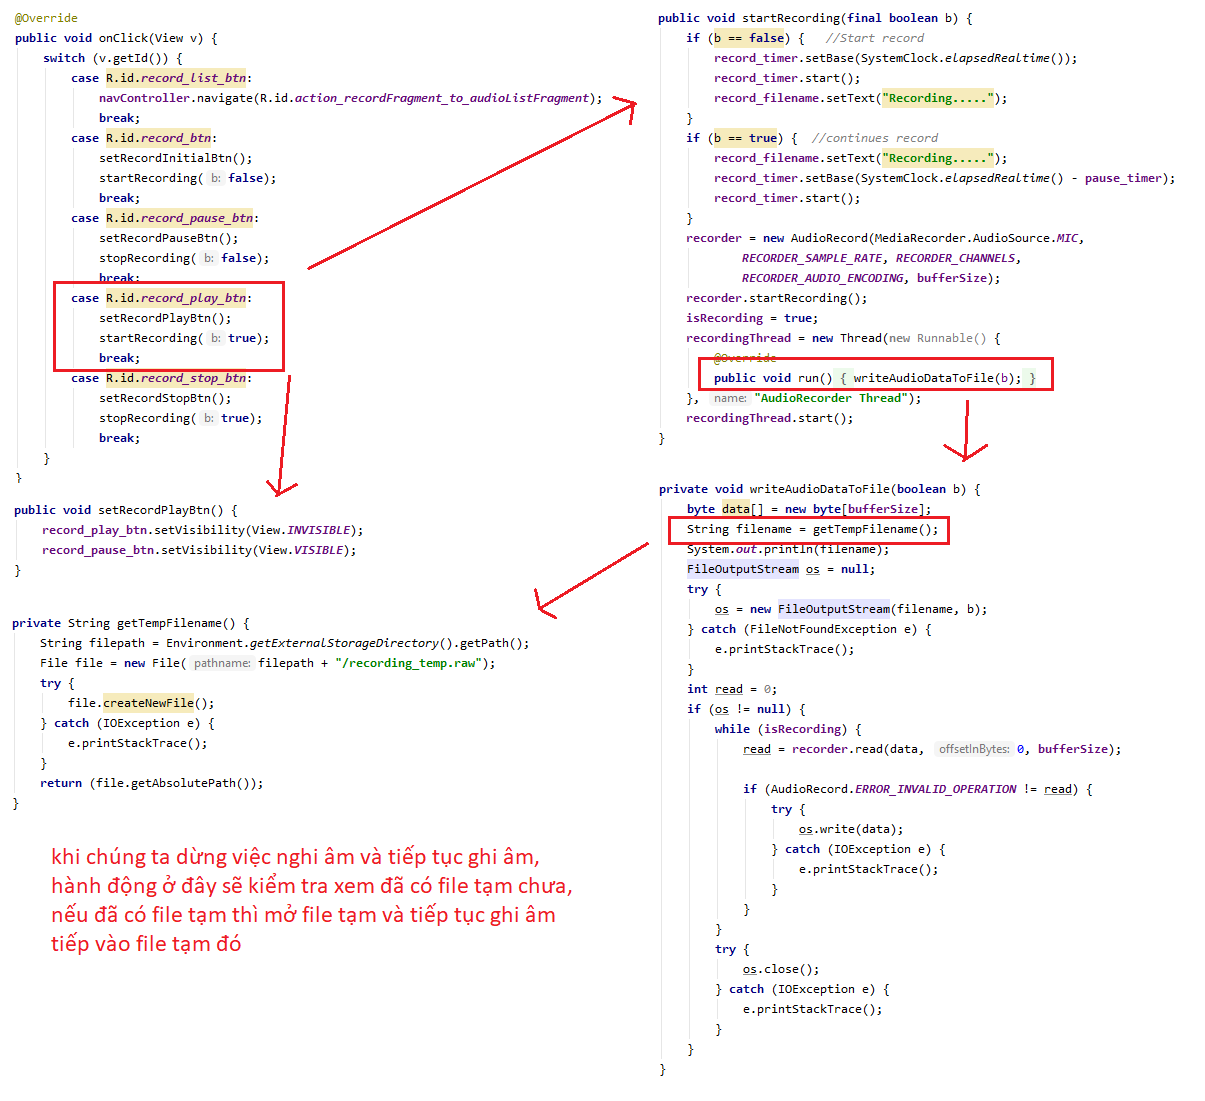 @Override
public void onClick(View v) {
switch (v.getId()) {
case R.id.record_list_btn:
navController.navigate(R.id.action_recordFragment_to_audioListFragment);
break;
case R.id.record_btn:
setRecordInitialBtn();
startRecording( b: false);
break;
case R.id.record_pause_btn:
setRecordPauseBtn();
stopRecording( b: false);
break;
case R.id.record_play_btn:
setRecordPlayBtn();
startRecording( b: true);
break;
case R.id.record_stop_btn:
setRecordStopBtn();
stopRecording( b: true);
break;
}
}
public void setRecordPlayBtn() {
record_play_btn.setVisibility(View.INVISIBLE);
record_pause_btn.setVisibility(View.VISIBLE);
}
private String getTempFilename() {
String filepath = Environment.getExternalStorageDirectory().getPath();
File file = new File( pathname: filepath + "/recording_temp.raw");
try {
file.createNewFile();
} catch (IOException e) {
e.printStackTrace();
}
return (file.getAbsolutePath());
}
khi chúng ta dừng việc nghi âm và tiếp tục ghi âm,
hành động ở đây sẽ kiểm tra xem đã có file tạm chưa,
nếu đã có file tạm thì mở file tạm và tiếp tục ghi âm
tiếp vào file tạm đó
public void startRecording(final boolean b) {
if (b == false) { //Start record
record_timer.setBase(SystemClock.elapsedRealtime());
record_timer.start();
record_filename.setText("Recording.....");
}
if (b == true) { //continues record
record_filename.setText("Recording.....");
record_timer.setBase(SystemClock.elapsedRealtime() - pause_timer);
record_timer.start();
}
recorder = new AudioRecord(MediaRecorder.AudioSource.MIC,
RECORDER_SAMPLE_RATE, RECORDER_CHANNELS,
RECORDER_AUDIO_ENCODING, bufferSize);
recorder.startRecording();
isRecording = true;
recordingThread = new Thread(new Runnable() {
@Override
public void run() { writeAudioDataToFile(b); }
}, name: "AudioRecorder Thread");
recordingThread.start();
}
private void writeAudioDataToFile(boolean b) {
byte data[] = new byte[bufferSize];
String filename = getTempFilename();
System.out.println(filename);
FileOutputStream os = null;
try {
os = new FileOutputStream(filename, b);
} catch (FileNotFoundException e) {
e.printStackTrace();
}
int read = 0;
if (os != null) {
while (isRecording) {
read = recorder.read(data, offsetInBytes: 0, bufferSize);
if (AudioRecord.ERROR_INVALID_OPERATION != read) {
try {
os.write(data);
} catch (IOException e) {
e.printStackTrace();
}
}
}
try {
os.close();
} catch (IOException e) {
e.printStackTrace();
}
}
}